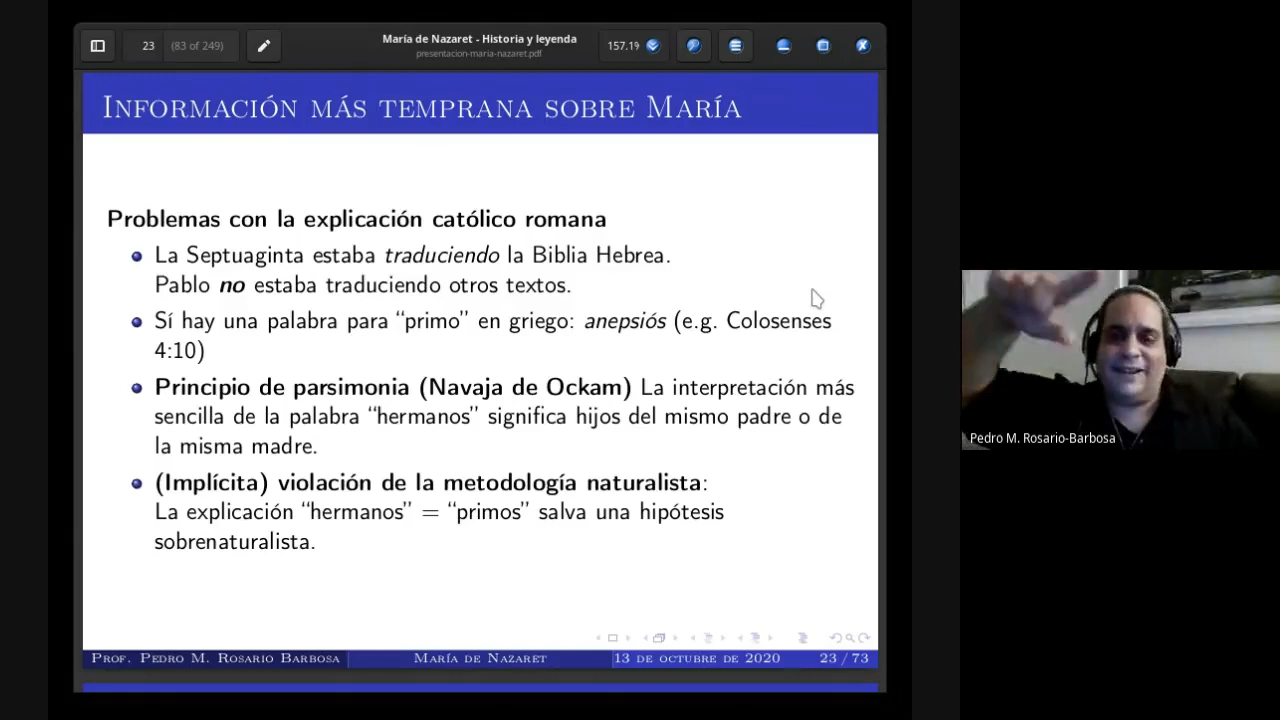 23 (83 of 249)
María de Nazaret - Historia y leyenda
presentacion-maria-nazaret.pdf
157.19
Información más temprana sobre María
Problemas con la explicación católico romana
La Septuaginta estaba traduciendo la Biblia Hebrea.
Pablo no estaba traduciendo otros textos.
Sí hay una palabra para “primo” en griego: anepsiós (e.g. Colosenses
4:10)
Principio de parsimonia (Navaja de Ockam) La interpretación más
sencilla de la palabra “hermanos” significa hijos del mismo padre o de
la misma madre.
(Implícita) violación de la metodología naturalista:
La explicación “hermanos” = “primos” salva una hipótesis
sobrenaturalista.
Prof. Pedro M. Rosario Barbosa María de Nazaret 13 de octubre de 2020 23 / 73
Pedro M. Rosario-Barbosa